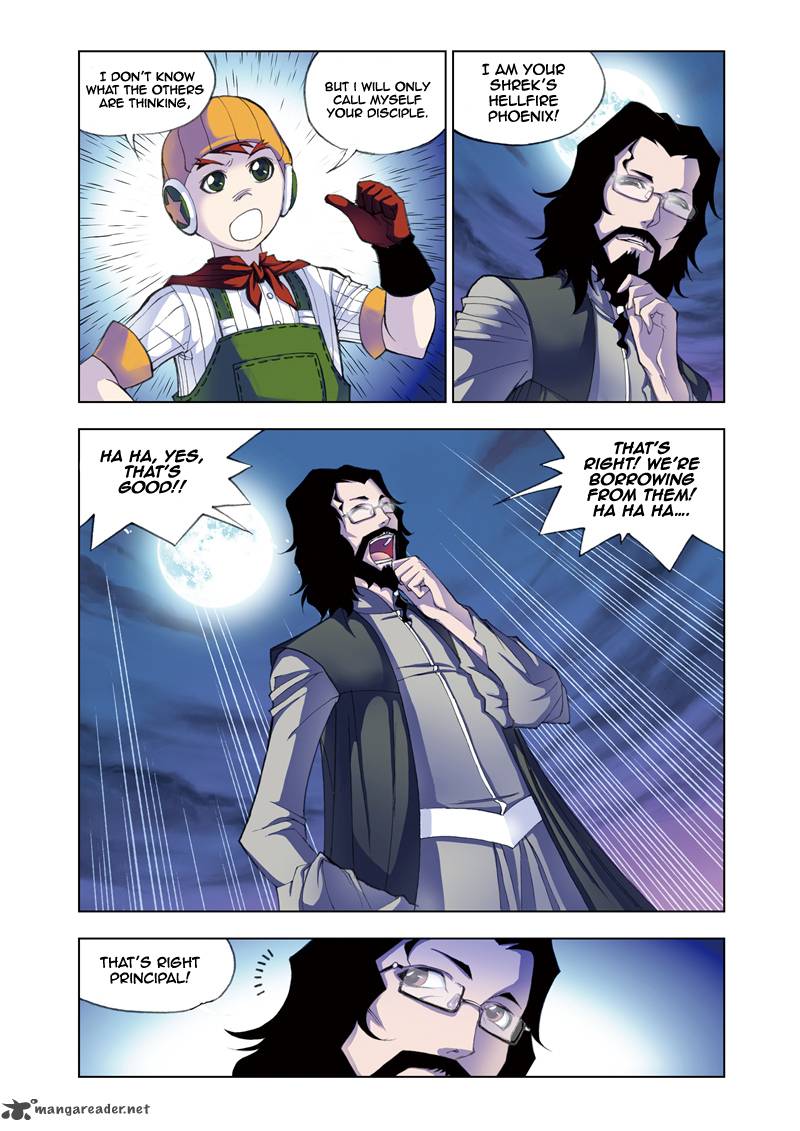 I DON'T KNOW
WHAT THE OTHERS
ARE THINKING,
BUT I WILL ONLY
CALL MYSELF
YOUR DISCIPLE.
I AM YOUR
SHREK'S
HELLFIRE
PHOENIX!
HA HA, YES,
THAT'S
GOOD!!
THAT'S
RIGHT! WE'RE
BORROWING
FROM THEM!
HA HA HA....
THAT'S RIGHT
PRINCIPAL!
mangareader.net